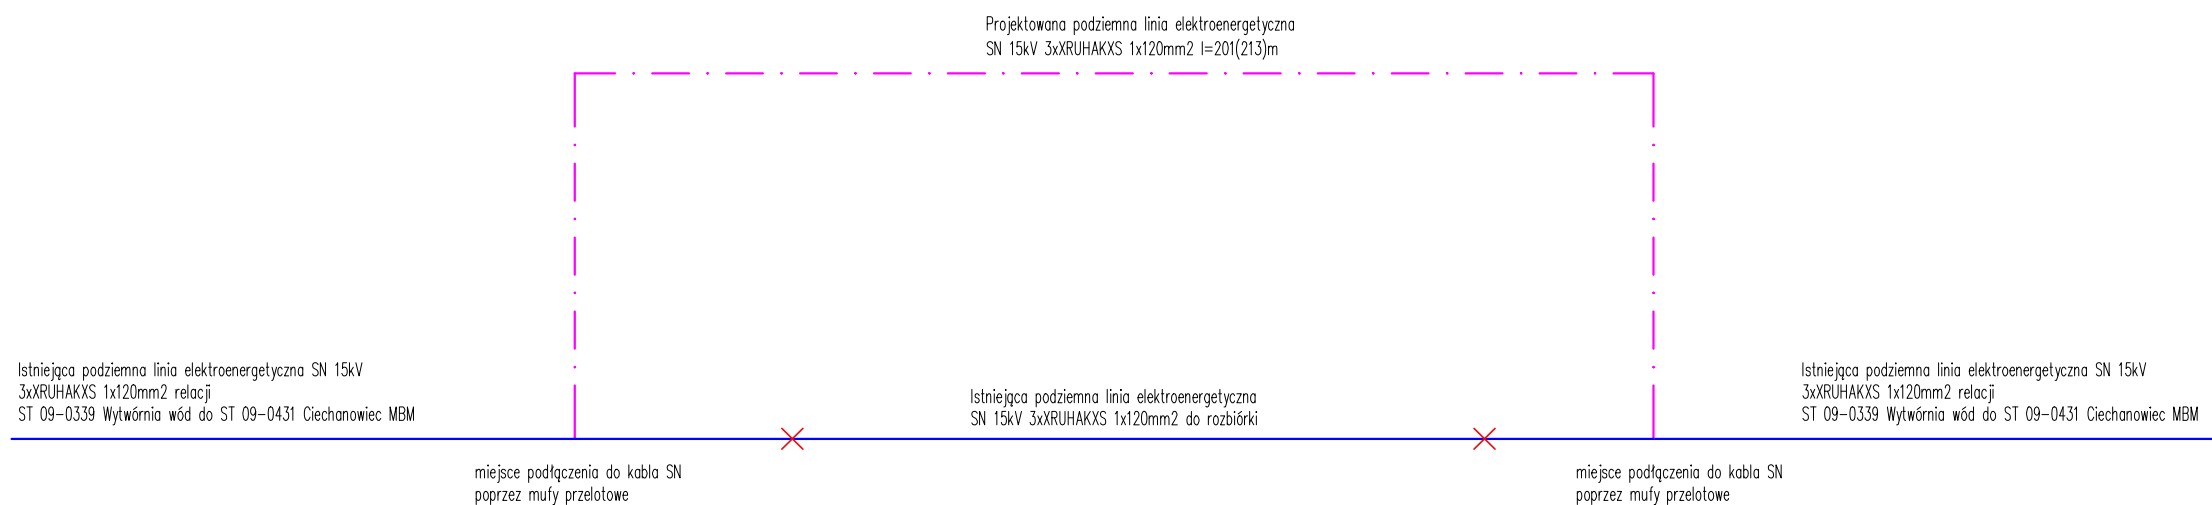 Projektowana podziemna linia elektroenergetyczna
SN 15kV 3xXRUHAKXS 1x120mm2 l=201(213)m
Istniejąca podziemna linia elektroenergetyczna SN 15kV
3xXRUHAKXS 1x120mm2 relacji
ST 09-0339 Wytwórnia wód do ST 09-0431 Ciechanowiec MBM
Istniejąca podziemna linia elektroenergetyczna
SN 15kV 3xXRUHAKXS 1x120mm2 do rozbiórki
Istniejąca podziemna linia elektroenergetyczna SN 15kV
3xXRUHAKXS 1x120mm2 relacji
ST 09-0339 Wytwórnia wód do ST 09-0431 Ciechanowiec MBM
miejsce podłączenia do kabla SN
poprzez mufy przelotowe
miejsce podłączenia do kabla SN
poprzez mufy przelotowe